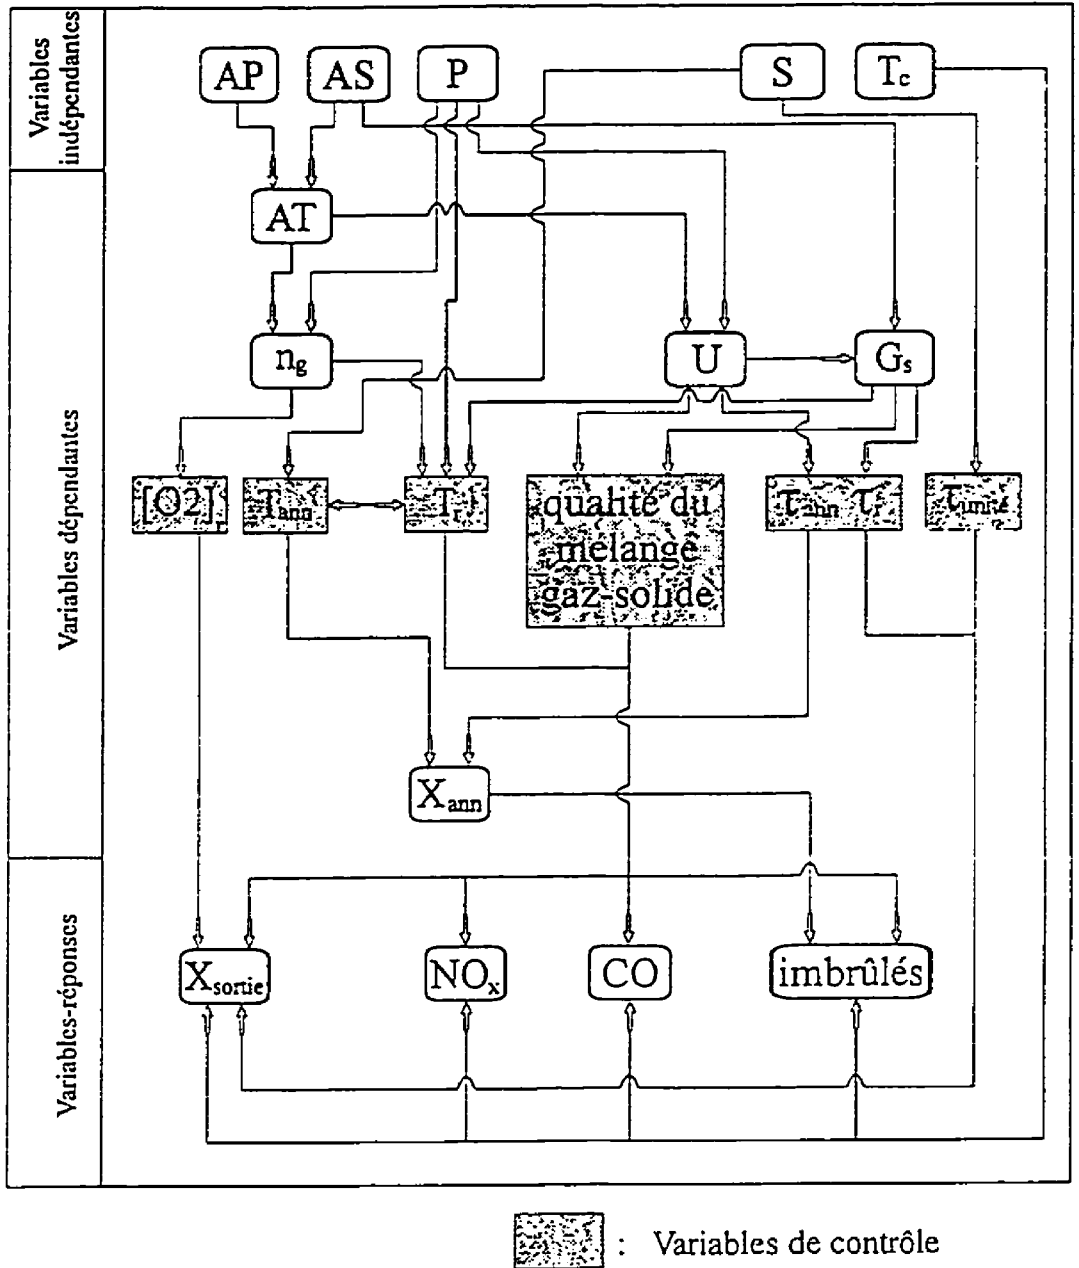 Variables
indépendantes
AP
AS
P
S
Tc
AT
Variables dépendantes
ng
U
Gs
[O2]
Tann
Tr
qualité du
mélange
gaz-solide
τann τr
τunité
Xann
Variables-réponses
Xsortie
NOx
CO
imbrûlés
: Variables de contrôle